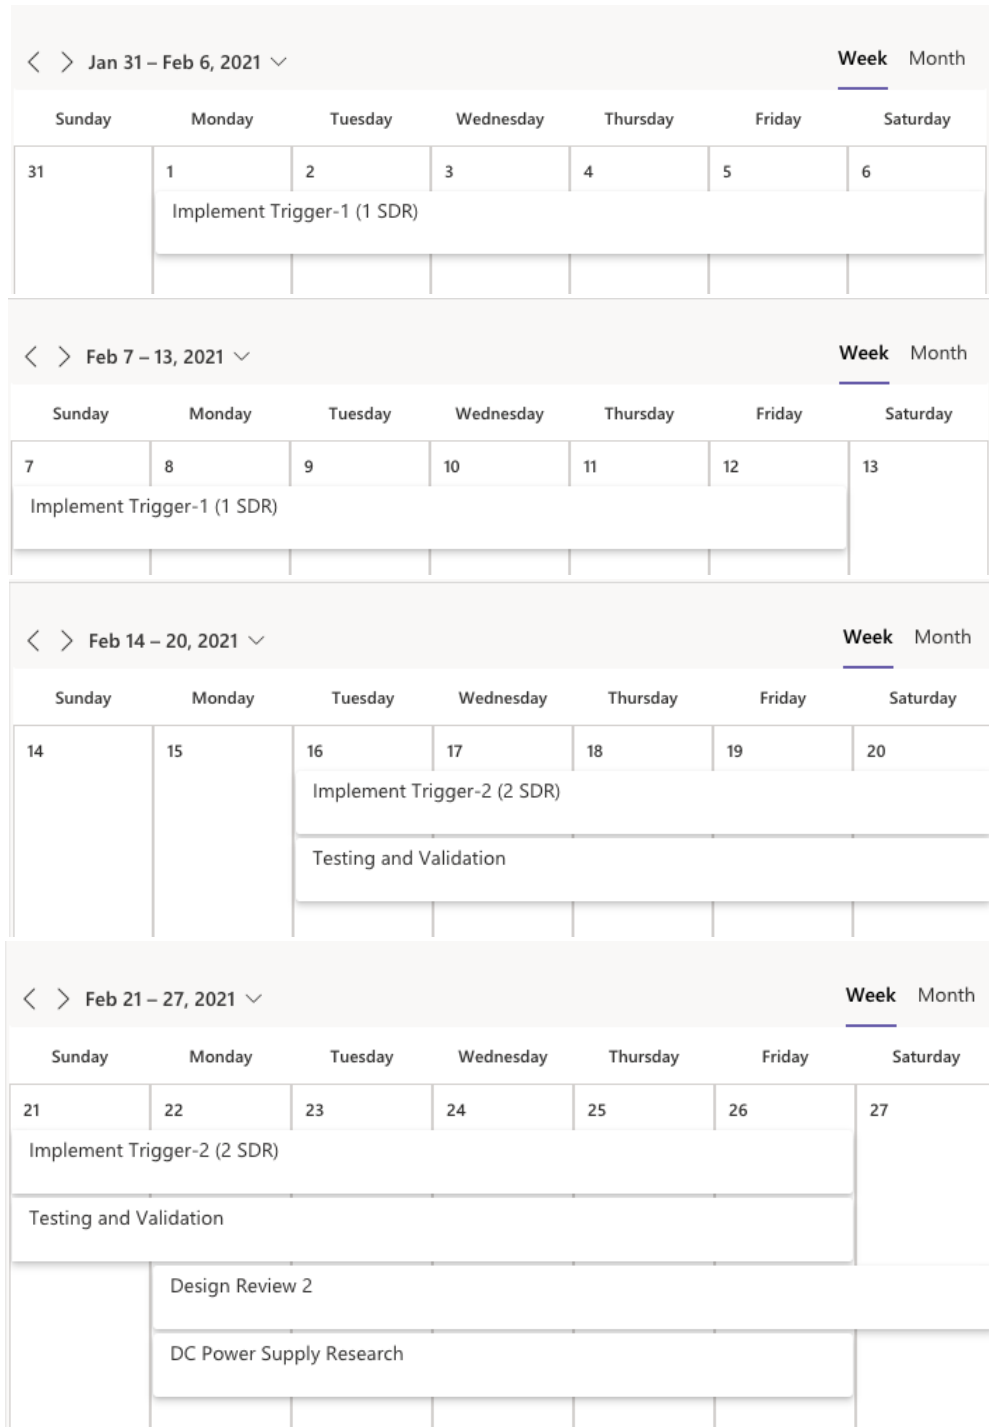 Jan 31 – Feb 6, 2021 Week Month
Sunday Monday Tuesday Wednesday Thursday Friday Saturday
31 1 2 3 4 5 6
Implement Trigger-1 (1 SDR)
Feb 7 – 13, 2021 Week Month
Sunday Monday Tuesday Wednesday Thursday Friday Saturday
7 8 9 10 11 12 13
Implement Trigger-1 (1 SDR)
Feb 14 – 20, 2021 Week Month
Sunday Monday Tuesday Wednesday Thursday Friday Saturday
14 15 16 17 18 19 20
Implement Trigger-2 (2 SDR)
Testing and Validation
Feb 21 – 27, 2021 Week Month
Sunday Monday Tuesday Wednesday Thursday Friday Saturday
21 22 23 24 25 26 27
Implement Trigger-2 (2 SDR)
Testing and Validation
Design Review 2
DC Power Supply Research